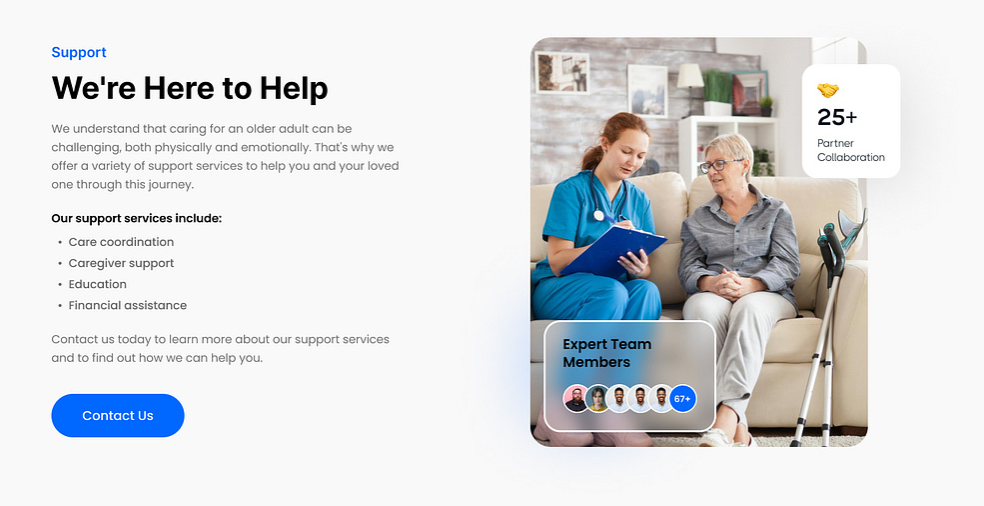 Support
We're Here to Help
We understand that caring for an older adult can be
challenging, both physically and emotionally. That's why we
offer a variety of support services to help you and your loved
one through this journey.
Our support services include:
• Care coordination
• Caregiver support
• Education
• Financial assistance
Contact us today to learn more about our support services
and to find out how we can help you.
Contact Us
25+
Partner
Collaboration
Expert Team
Members
67+